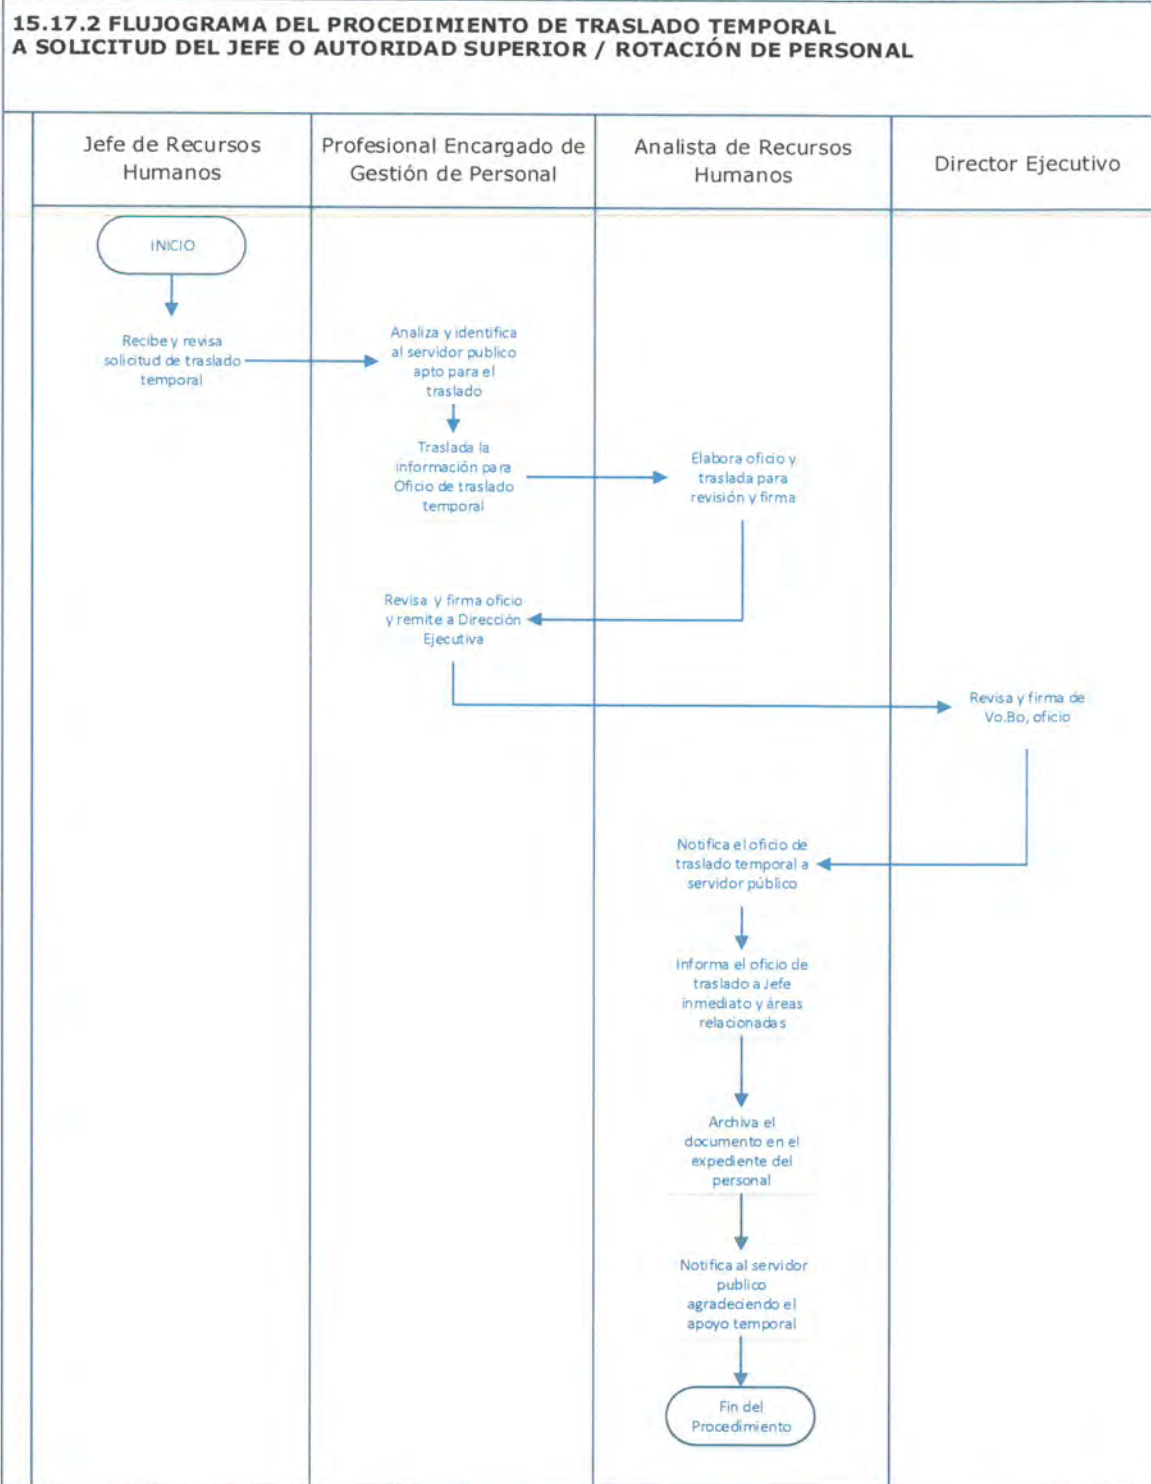 15.17.2 FLUJOGRAMA DEL PROCEDIMIENTO DE TRASLADO TEMPORAL
A SOLICITUD DEL JEFE O AUTORIDAD SUPERIOR / ROTACIÓN DE PERSONAL
Jefe de Recursos
Humanos
Profesional Encargado de
Gestión de Personal
Analista de Recursos
Humanos
Director Ejecutivo
INICIO
Recibe y revisa
solicitud de traslado
temporal
Analiza y identifica
al servidor publico
apto para el
traslado
Traslada la
información para
Oficio de traslado
temporal
Elabora oficio y
traslada para
revisión y firma
Revisa y firma oficio
y remite a Dirección
Ejecutiva
Revisa y firma de
Vo.Bo, oficio
Notifica el oficio de
traslado temporal a
servidor público
Informa el oficio de
traslado a Jefe
inmediato y áreas
relacionadas
Archiva el
documento en el
expediente del
personal
Notifica al servidor
publico
agradeciendo el
apoyo temporal
Fin del
Procedimiento